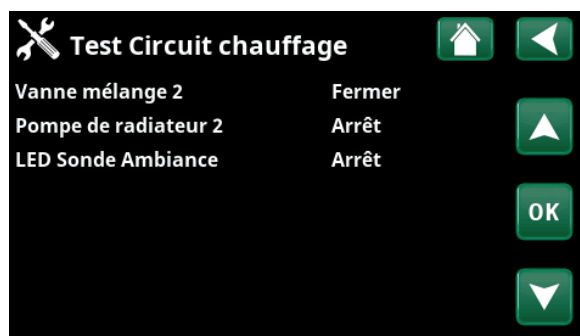 Test Circuit chauffage
Vanne mélange 2 Fermer
Pompe de radiateur 2 Arrêt
LED Sonde Ambiance Arrêt
OK